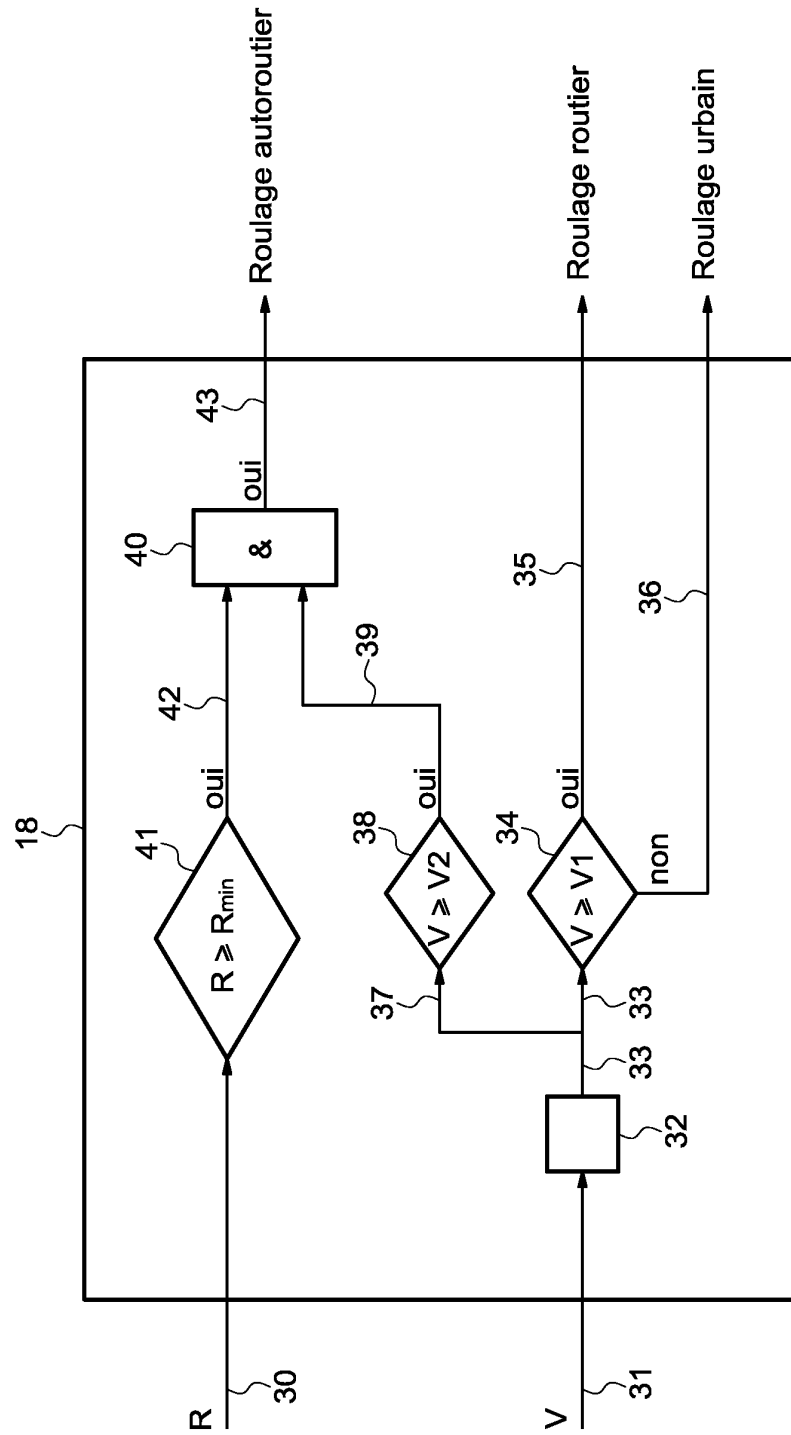 18
R
30
41
R ⩾ Rmin
oui
42
40
&
oui
43
Roulage autoroutier
37
38
V ⩾ V2
oui
39
V
31
32
33
33
34
V ⩾ V1
oui
35
Roulage routier
non
36
Roulage urbain